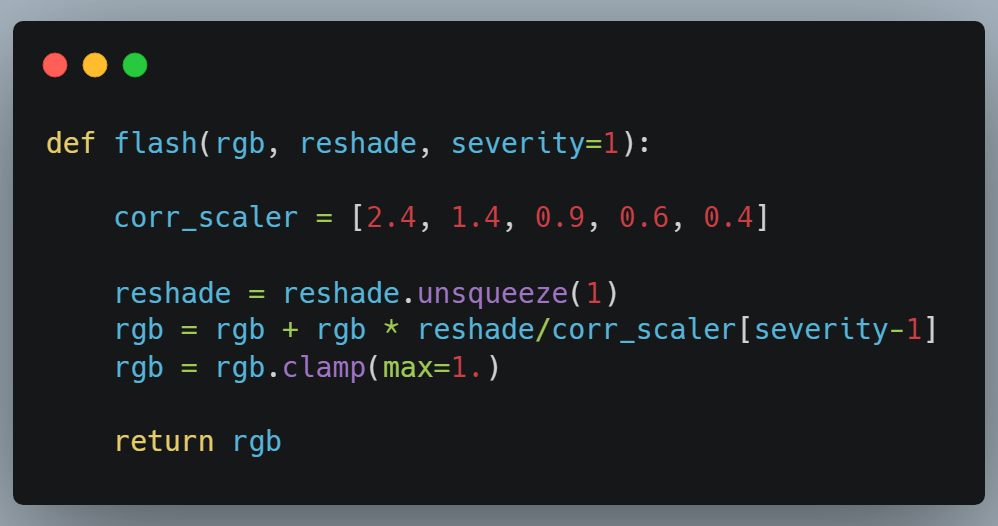 def flash(rgb, reshade, severity=1):
    corr_scaler = [2.4, 1.4, 0.9, 0.6, 0.4]
    reshade = reshade.unsqueeze(1)
    rgb = rgb + rgb * reshade/corr_scaler[severity-1]
    rgb = rgb.clamp(max=1.)
    return rgb